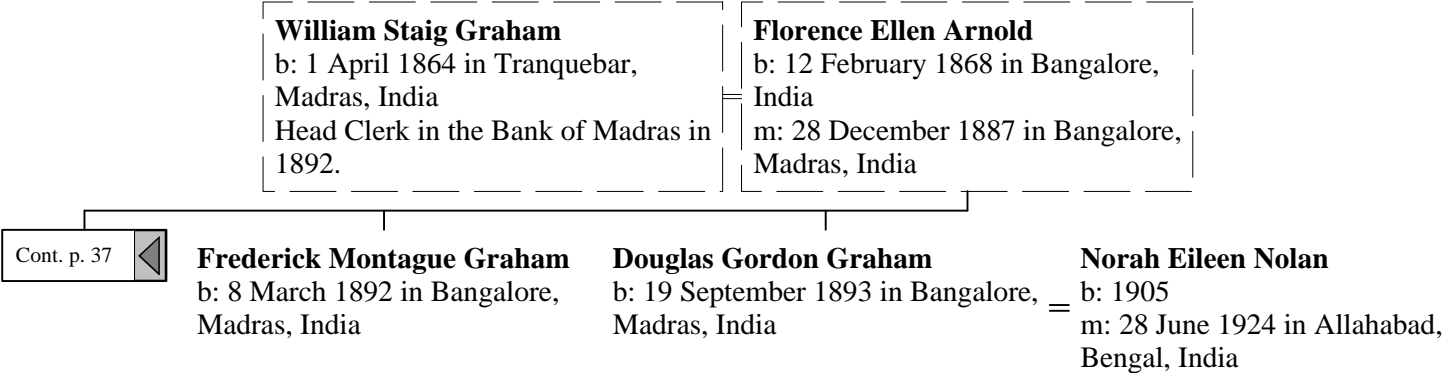 William Staig Graham
b: 1 April 1864 in Tranquebar,
Madras, India
Head Clerk in the Bank of Madras in
1892.
Florence Ellen Arnold
b: 12 February 1868 in Bangalore,
India
m: 28 December 1887 in Bangalore,
Madras, India
=
Cont. p. 37
Frederick Montague Graham
b: 8 March 1892 in Bangalore,
Madras, India
Douglas Gordon Graham
b: 19 September 1893 in Bangalore,
Madras, India
=
Norah Eileen Nolan
b: 1905
m: 28 June 1924 in Allahabad,
Bengal, India